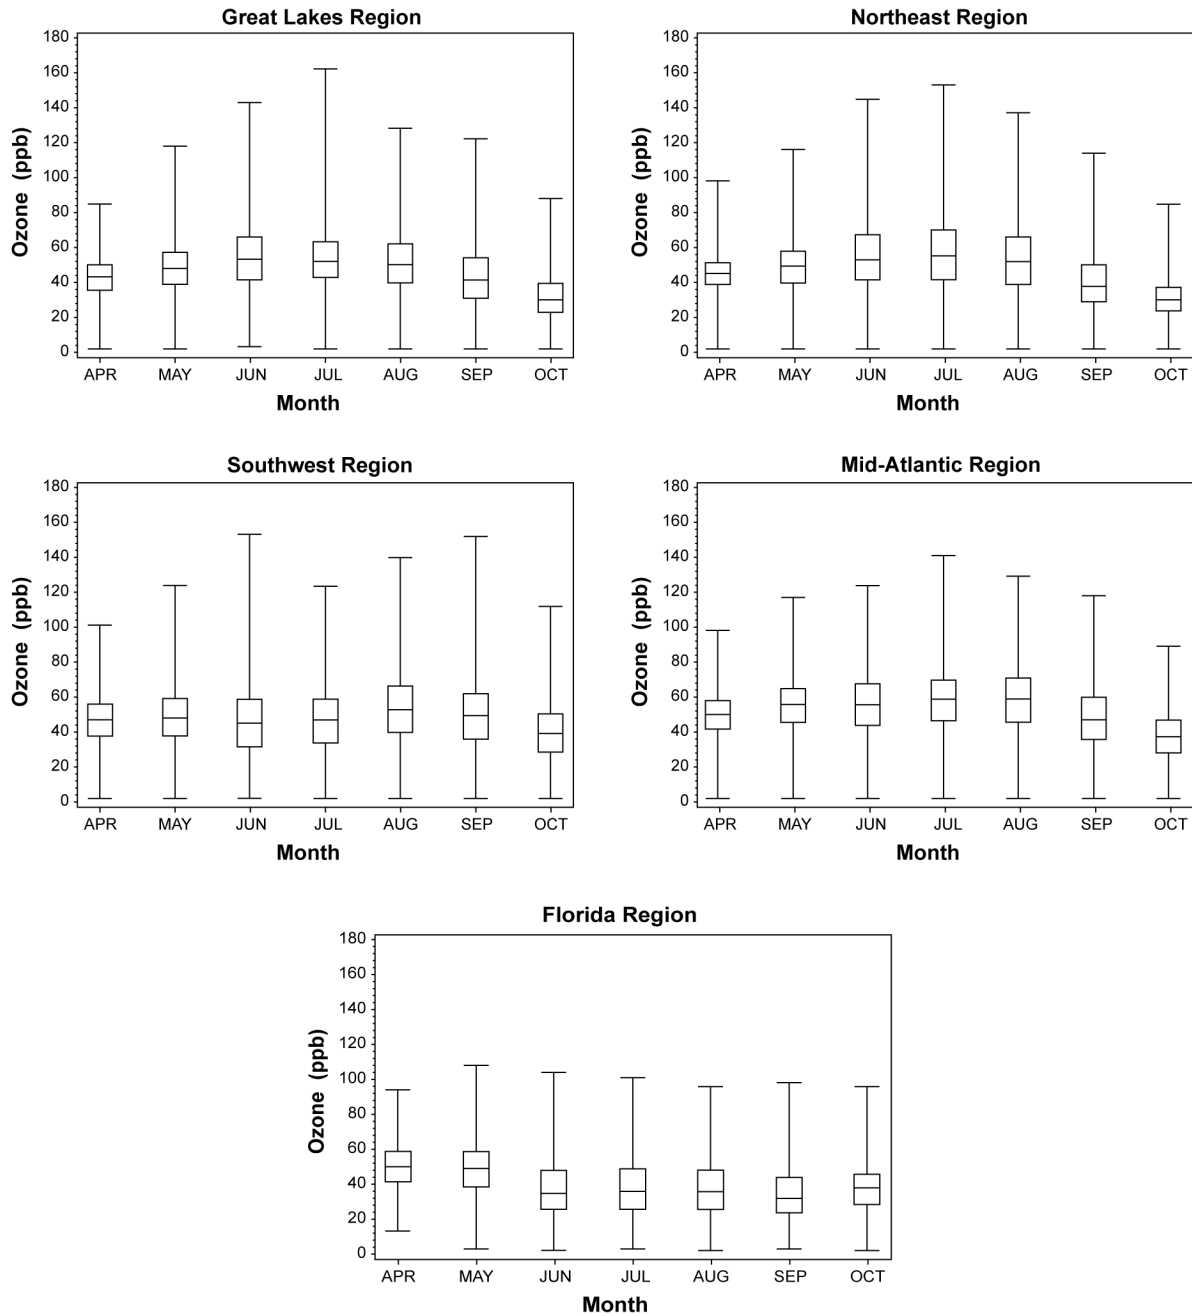 Great Lakes Region
180
160
140
120
100
80
60
40
20
0
Ozone (ppb)
APR MAY JUN JUL AUG SEP OCT
Month
Northeast Region
180
160
140
120
100
80
60
40
20
0
Ozone (ppb)
APR MAY JUN JUL AUG SEP OCT
Month
Southwest Region
180
160
140
120
100
80
60
40
20
0
Ozone (ppb)
APR MAY JUN JUL AUG SEP OCT
Month
Mid-Atlantic Region
180
160
140
120
100
80
60
40
20
0
Ozone (ppb)
APR MAY JUN JUL AUG SEP OCT
Month
Florida Region
180
160
140
120
100
80
60
40
20
0
Ozone (ppb)
APR MAY JUN JUL AUG SEP OCT
Month